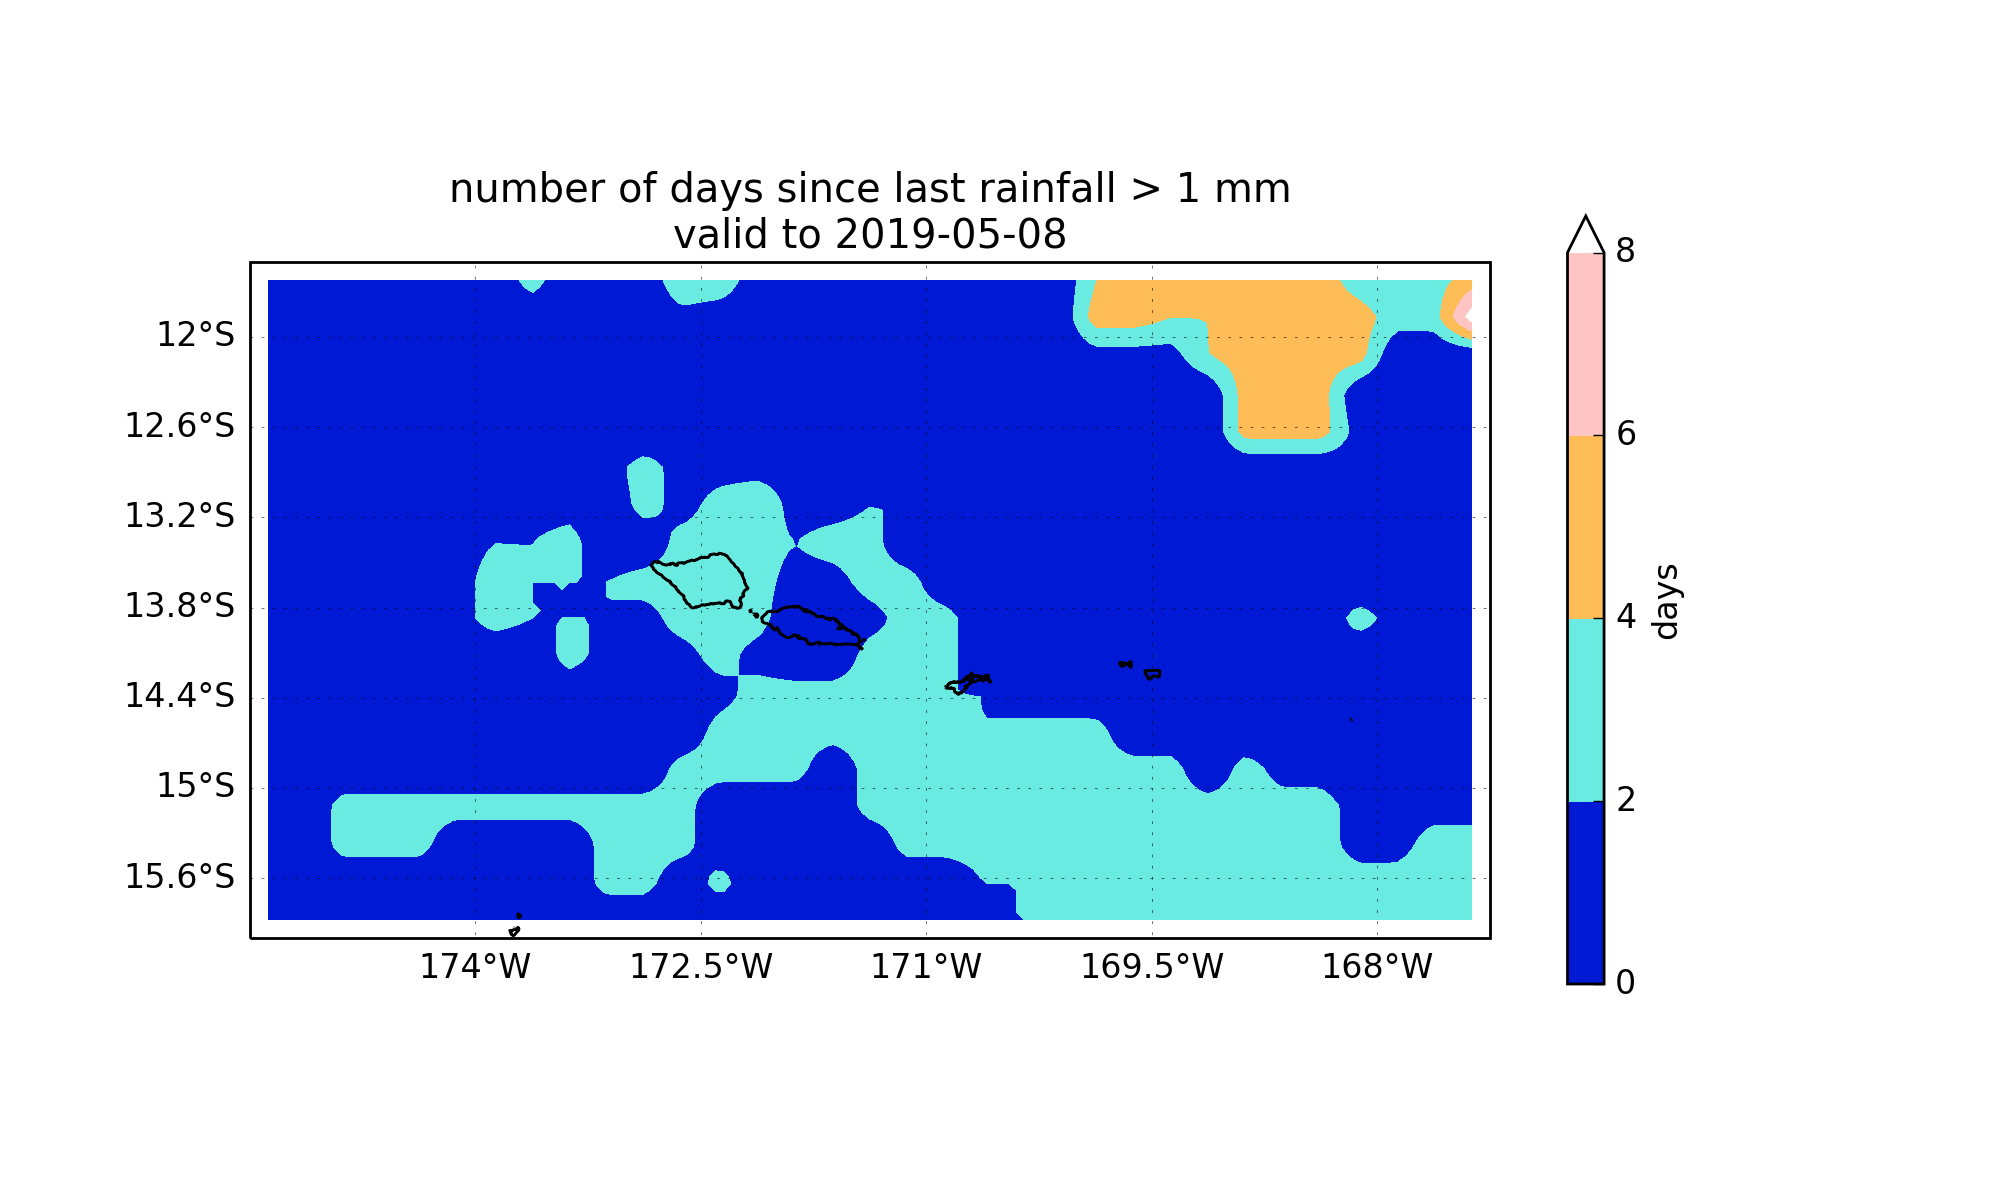 number of days since last rainfall > 1 mm
valid to 2019-05-08
12°S
12.6°S
13.2°S
13.8°S
14.4°S
15°S
15.6°S
174°W
172.5°W
171°W
169.5°W
168°W
8
6
4
2
0
days